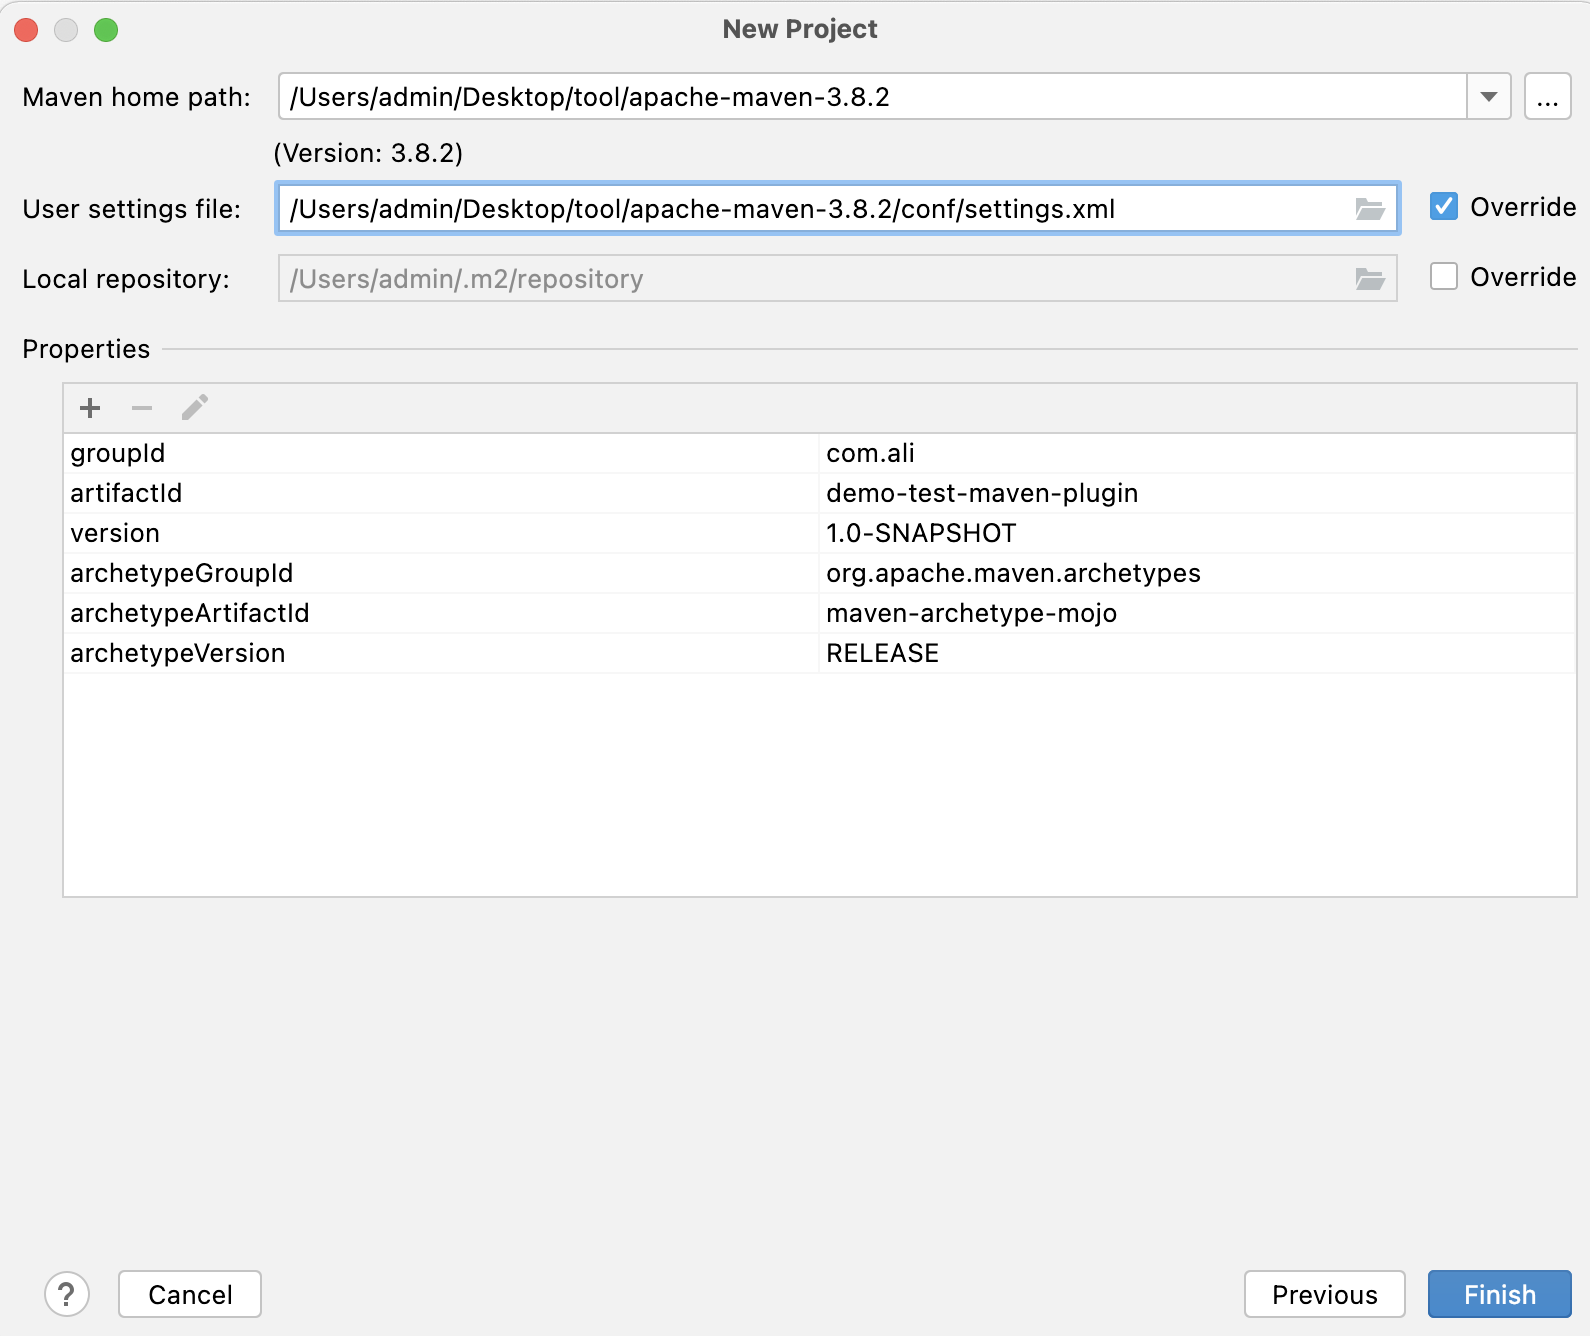 New Project
Maven home path: /Users/admin/Desktop/tool/apache-maven-3.8.2 ...
(Version: 3.8.2)
User settings file: /Users/admin/Desktop/tool/apache-maven-3.8.2/conf/settings.xml Override
Local repository: /Users/admin/.m2/repository Override
Properties
groupId com.ali
artifactId demo-test-maven-plugin
version 1.0-SNAPSHOT
archetypeGroupId org.apache.maven.archetypes
archetypeArtifactId maven-archetype-mojo
archetypeVersion RELEASE
? Cancel Previous Finish